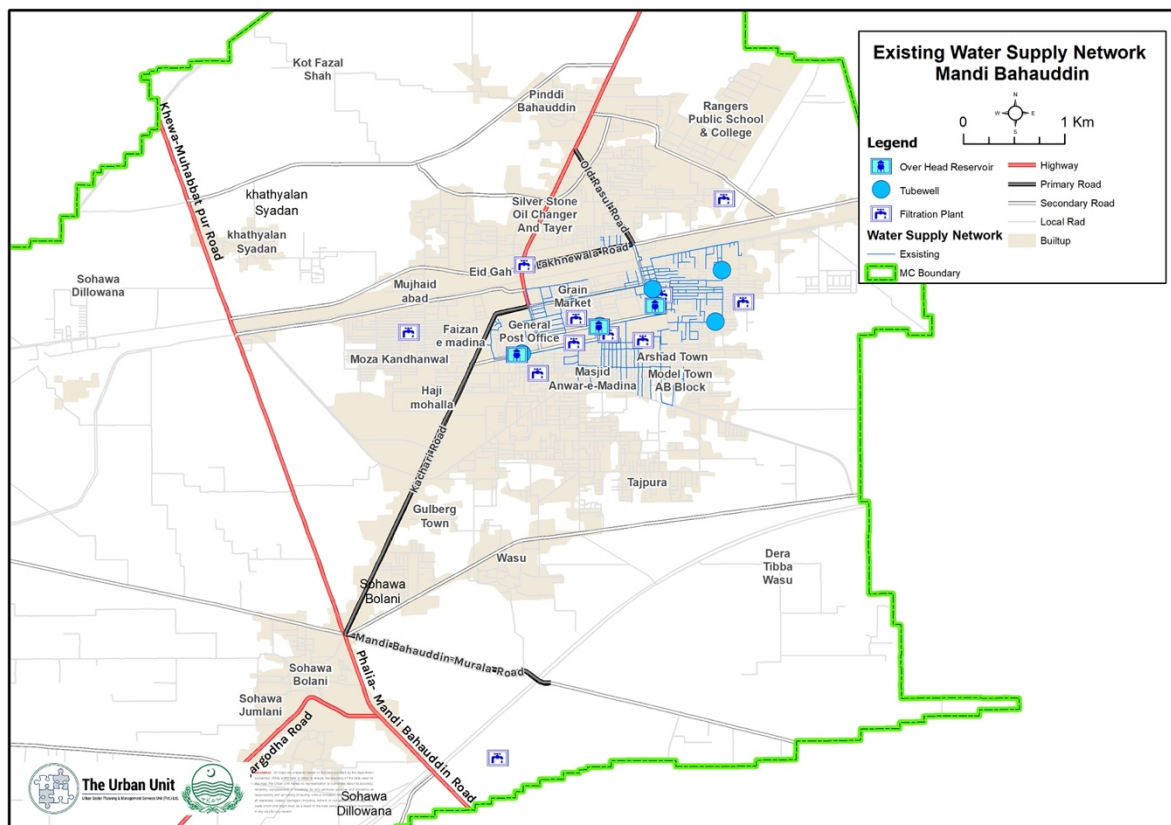 Existing Water Supply Network
Mandi Bahauddin
N
W
E
S
0
1 Km
Legend
Over Head Reservoir
Tubewell
Filtration Plant
Water Supply Network
Exsisting
MC Boundary
Highway
Primary Road
Secondary Road
Local Rad
Builtup
Kot Fazal
Shah
Pinddi
Bahauddin
Rangers
Public School
& College
Khewa-Muhabbat Pur Road
khathyalan
Syadan
khathyalan
Syadan
Silver Stone
Oil Changer
And Tayer
Old Rasul Road
Lakhnewala Road
Eid Gah
Sohawa
Dillowana
Mujhaid
abad
Grain
Market
Faizan
e madina
General
Post Office
Moza Kandhanwal
Arshad Town
Masjid
Anwar-e-Madina
Model Town
AB Block
Haji
mohalla
Kachari Road
Tajpura
Gulberg
Town
Wasu
Dera
Tibba
Wasu
Sohawa
Bolani
Mandi-Bahauddin-Murala-Road
Sohawa
Bolani
Phalia- Mandi Bahauddin Road
Sohawa
Jumlani
argodha Road
Sohawa
Dillowana
The Urban Unit